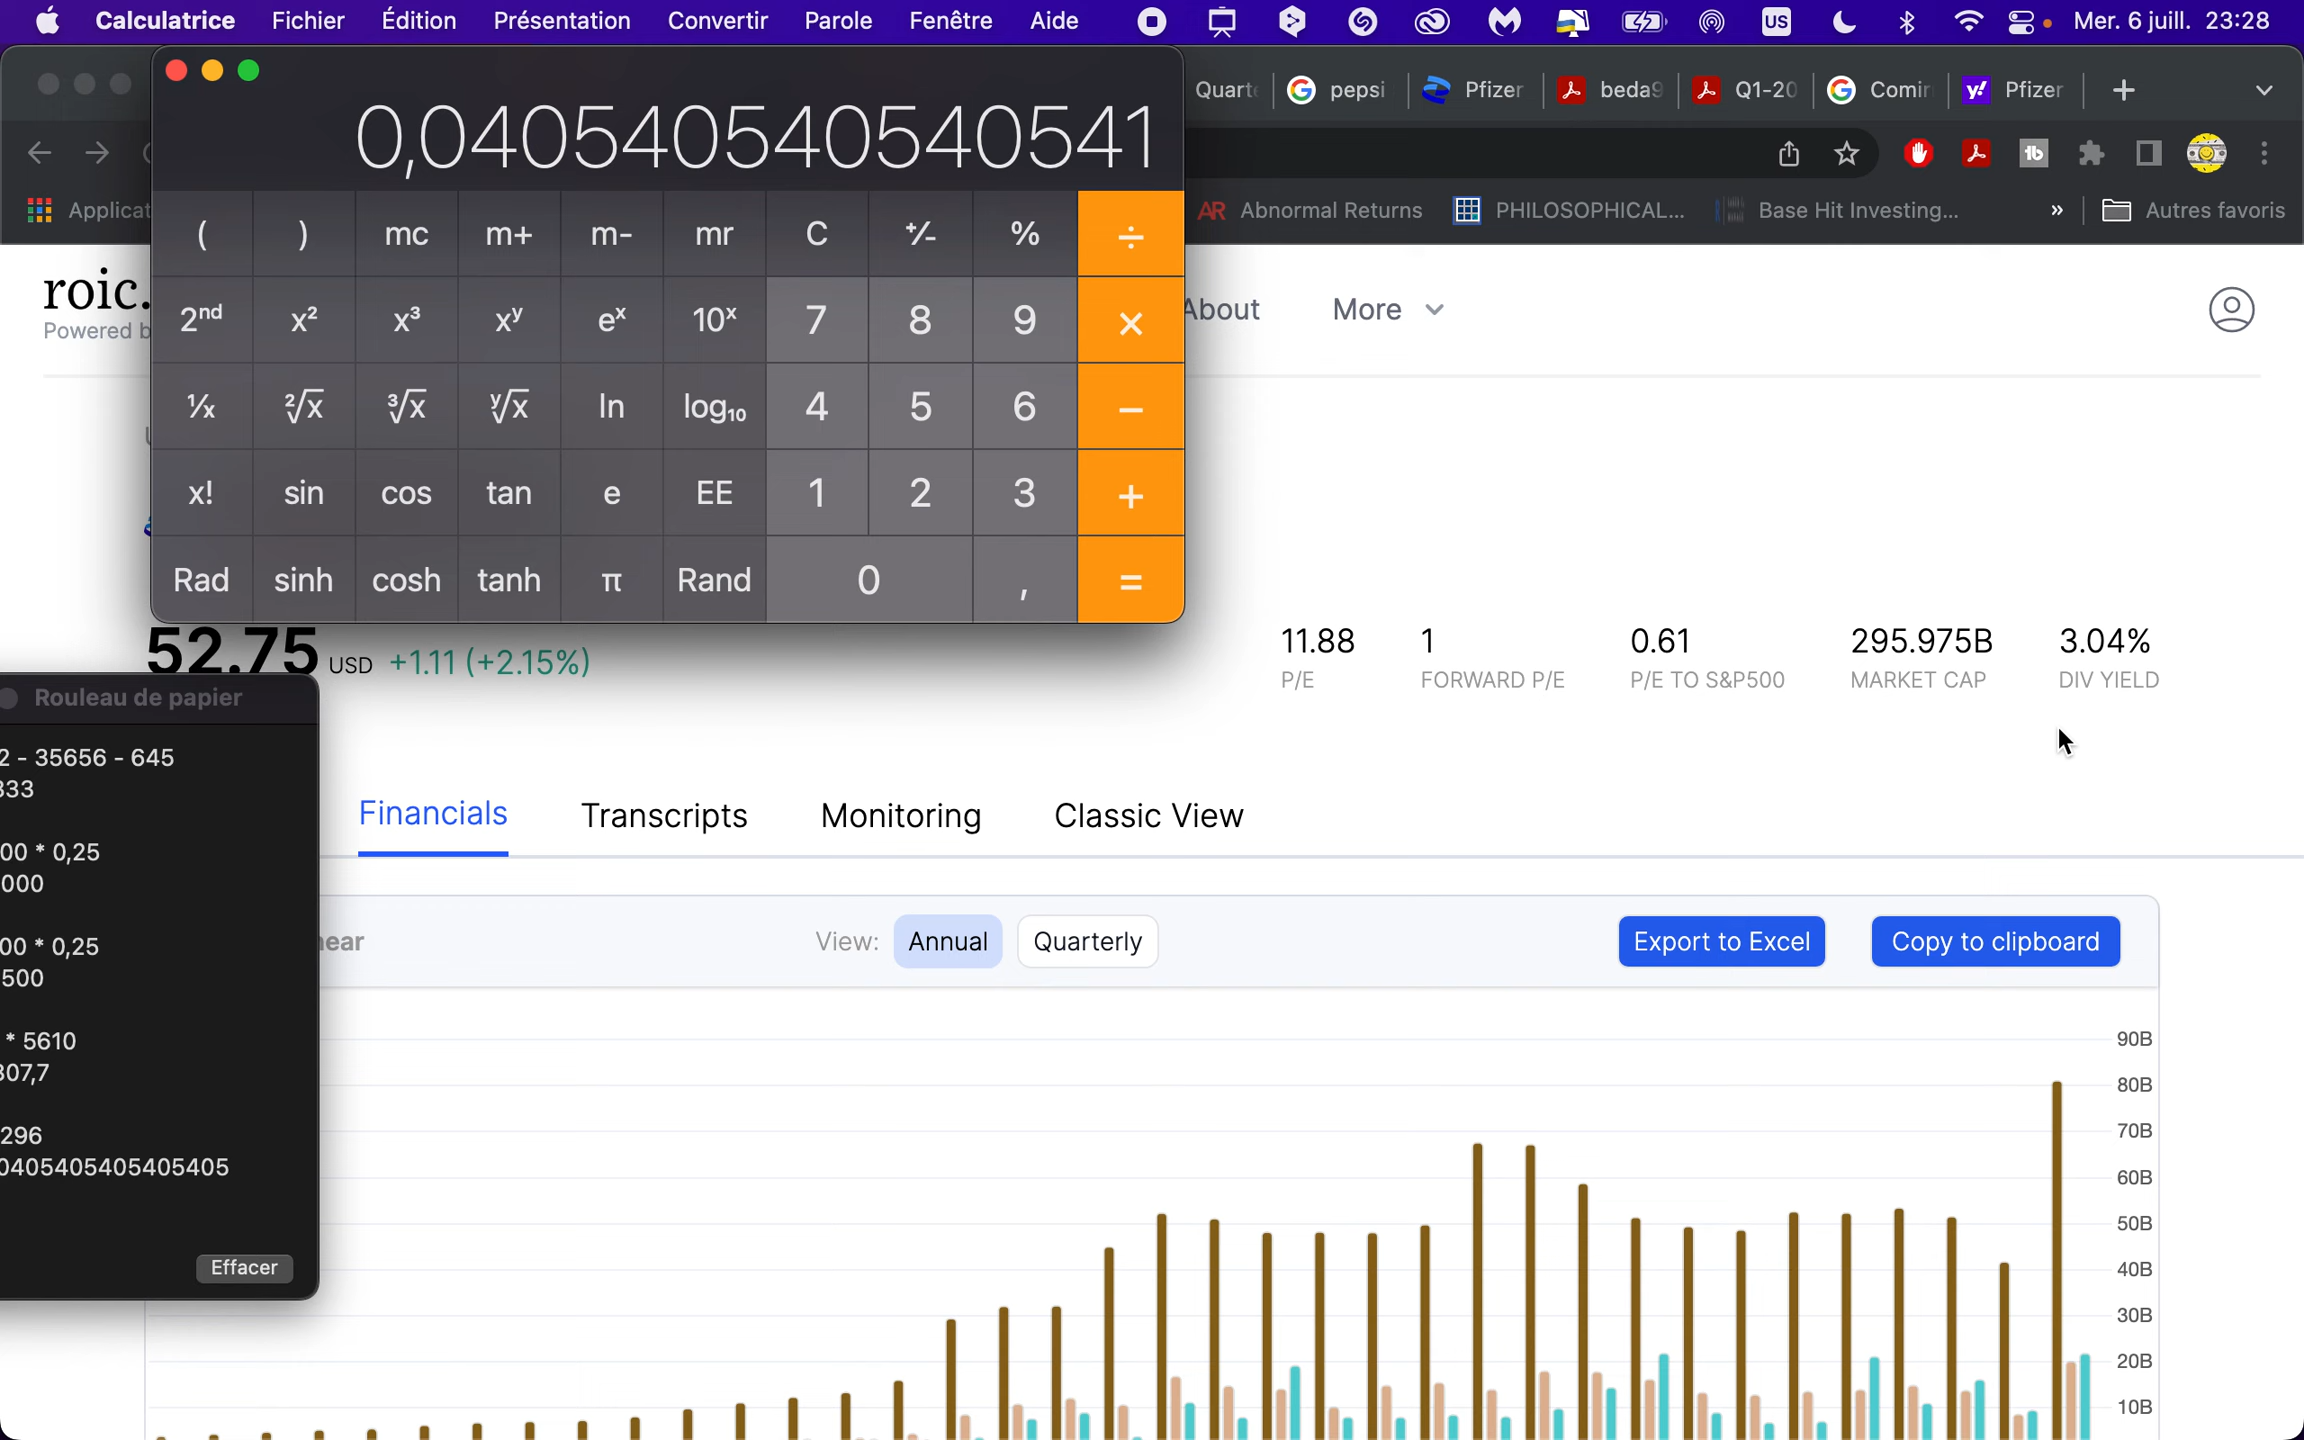 Calculatrice Fichier Édition Présentation Convertir Parole Fenêtre Aide US Mer. 6 juill. 23:28
Quart pepsi Pfizer beda9 Q1-20 Comin Pfizer
tb
Applicat AR Abnormal Returns PHILOSOPHICAL... Base Hit Investing... » Autres favoris
0,040540540540541
( ) mc m+ m- mr C +/- % ÷
2nd x² x³ xʸ eˣ 10ˣ 7 8 9 ×
1/x ²√x ³√x ʸ√x ln log₁₀ 4 5 6 −
x! sin cos tan e EE 1 2 3 +
Rad sinh cosh tanh π Rand 0 , =
roic.
Powered b
About More
52.75 USD +1.11 (+2.15%)
11.88 1 0.61 295.975B 3.04%
P/E FORWARD P/E P/E TO S&P500 MARKET CAP DIV YIELD
Rouleau de papier
2 - 35656 - 645
333
00 * 0,25
000
00 * 0,25
500
* 5610
307,7
296
0405405405405405
Effacer
Financials Transcripts Monitoring Classic View
near View: Annual Quarterly Export to Excel Copy to clipboard
90B
80B
70B
60B
50B
40B
30B
20B
10B